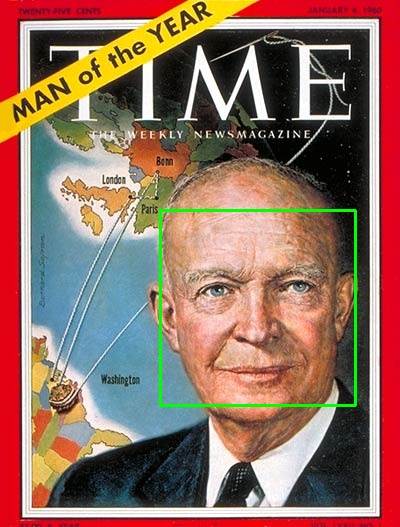 TWENTY-FIVE CENTS
JANUARY 4, 1960
MAN of the YEAR
TIME
THE WEEKLY NEWSMAGAZINE
Bonn
London
Paris
Washington